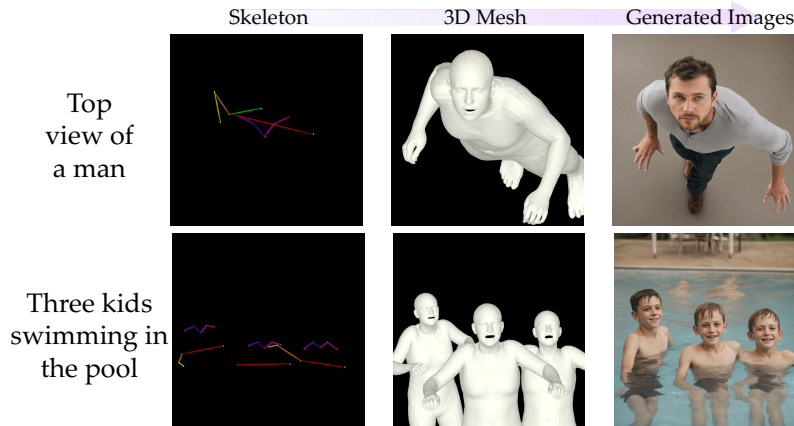 Skeleton
3D Mesh
Generated Images
Top
view of
a man
Three kids
swimming in
the pool